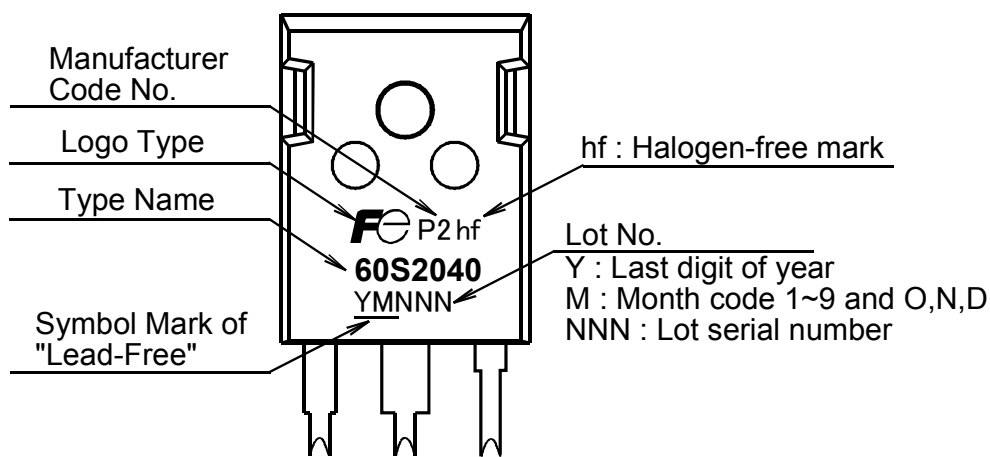 Manufacturer
Code No.
Logo Type
Type Name
Symbol Mark of
"Lead-Free"
Fe P2 hf
60S2040
YMNNN
hf : Halogen-free mark
Lot No.
Y : Last digit of year
M : Month code 1~9 and O,N,D
NNN : Lot serial number